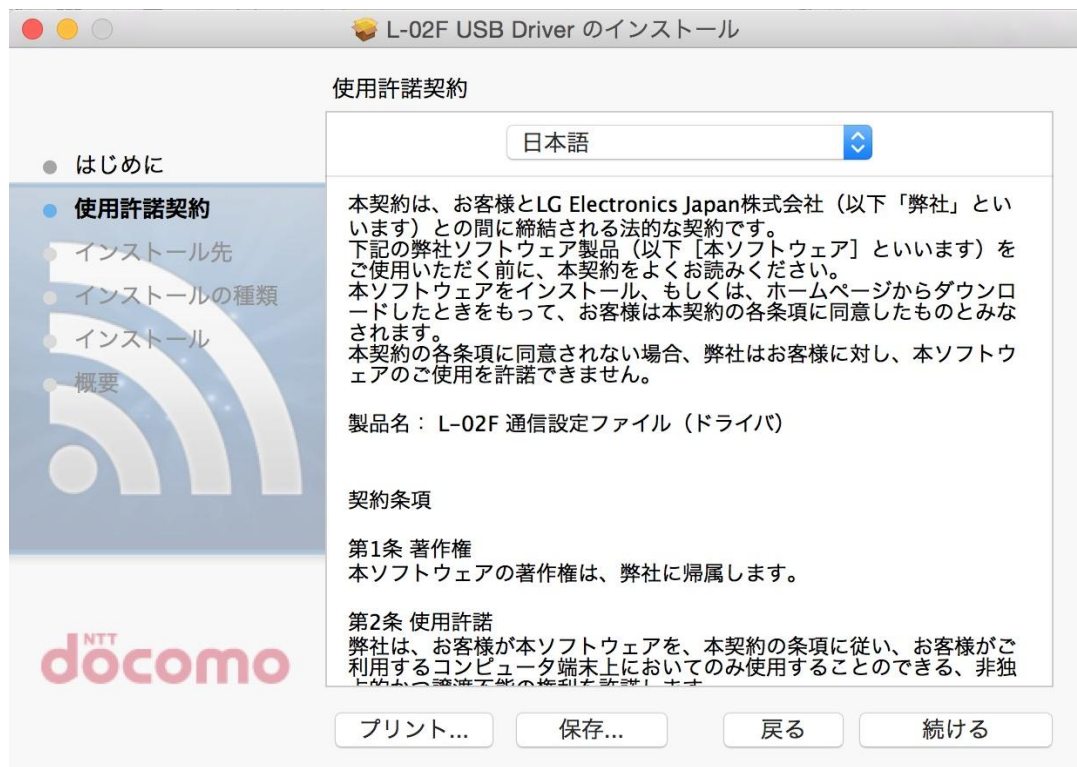 L-02F USB Driver のインストール
使用許諾契約
日本語
はじめに
使用許諾契約
インストール先
インストールの種類
インストール
概要
本契約は、お客様とLG Electronics Japan株式会社（以下「弊社」とい
います）との間に締結される法的な契約です。
下記の弊社ソフトウェア製品（以下［本ソフトウェア］といいます）を
ご使用いただく前に、本契約をよくお読みください。
本ソフトウェアをインストール、もしくは、ホームページからダウンロ
ードしたときをもって、お客様は本契約の各条項に同意したものとみな
されます。
本契約の各条項に同意されない場合、弊社はお客様に対し、本ソフトウ
ェアのご使用を許諾できません。
製品名： L-02F 通信設定ファイル（ドライバ）
契約条項
第1条 著作権
本ソフトウェアの著作権は、弊社に帰属します。
第2条 使用許諾
弊社は、お客様が本ソフトウェアを、本契約の条項に従い、お客様がご
利用するコンピュータ端末上においてのみ使用することのできる、非独
占的かつ譲渡不能の権利を許諾します
NTT
docomo
プリント...
保存...
戻る
続ける